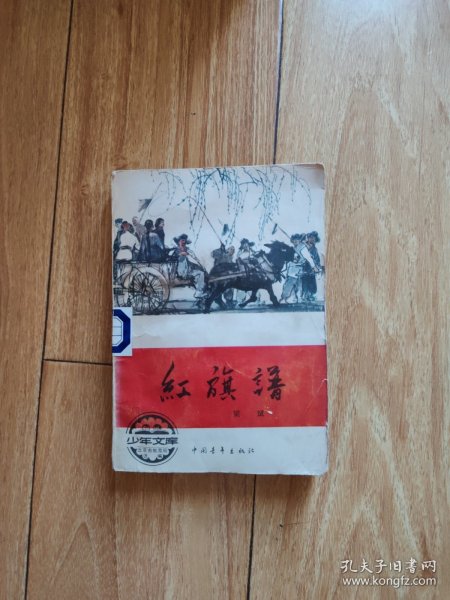 紅旗譜
梁斌
少年文库
中国青年出版社
孔夫子旧书网
www.kongfz.com